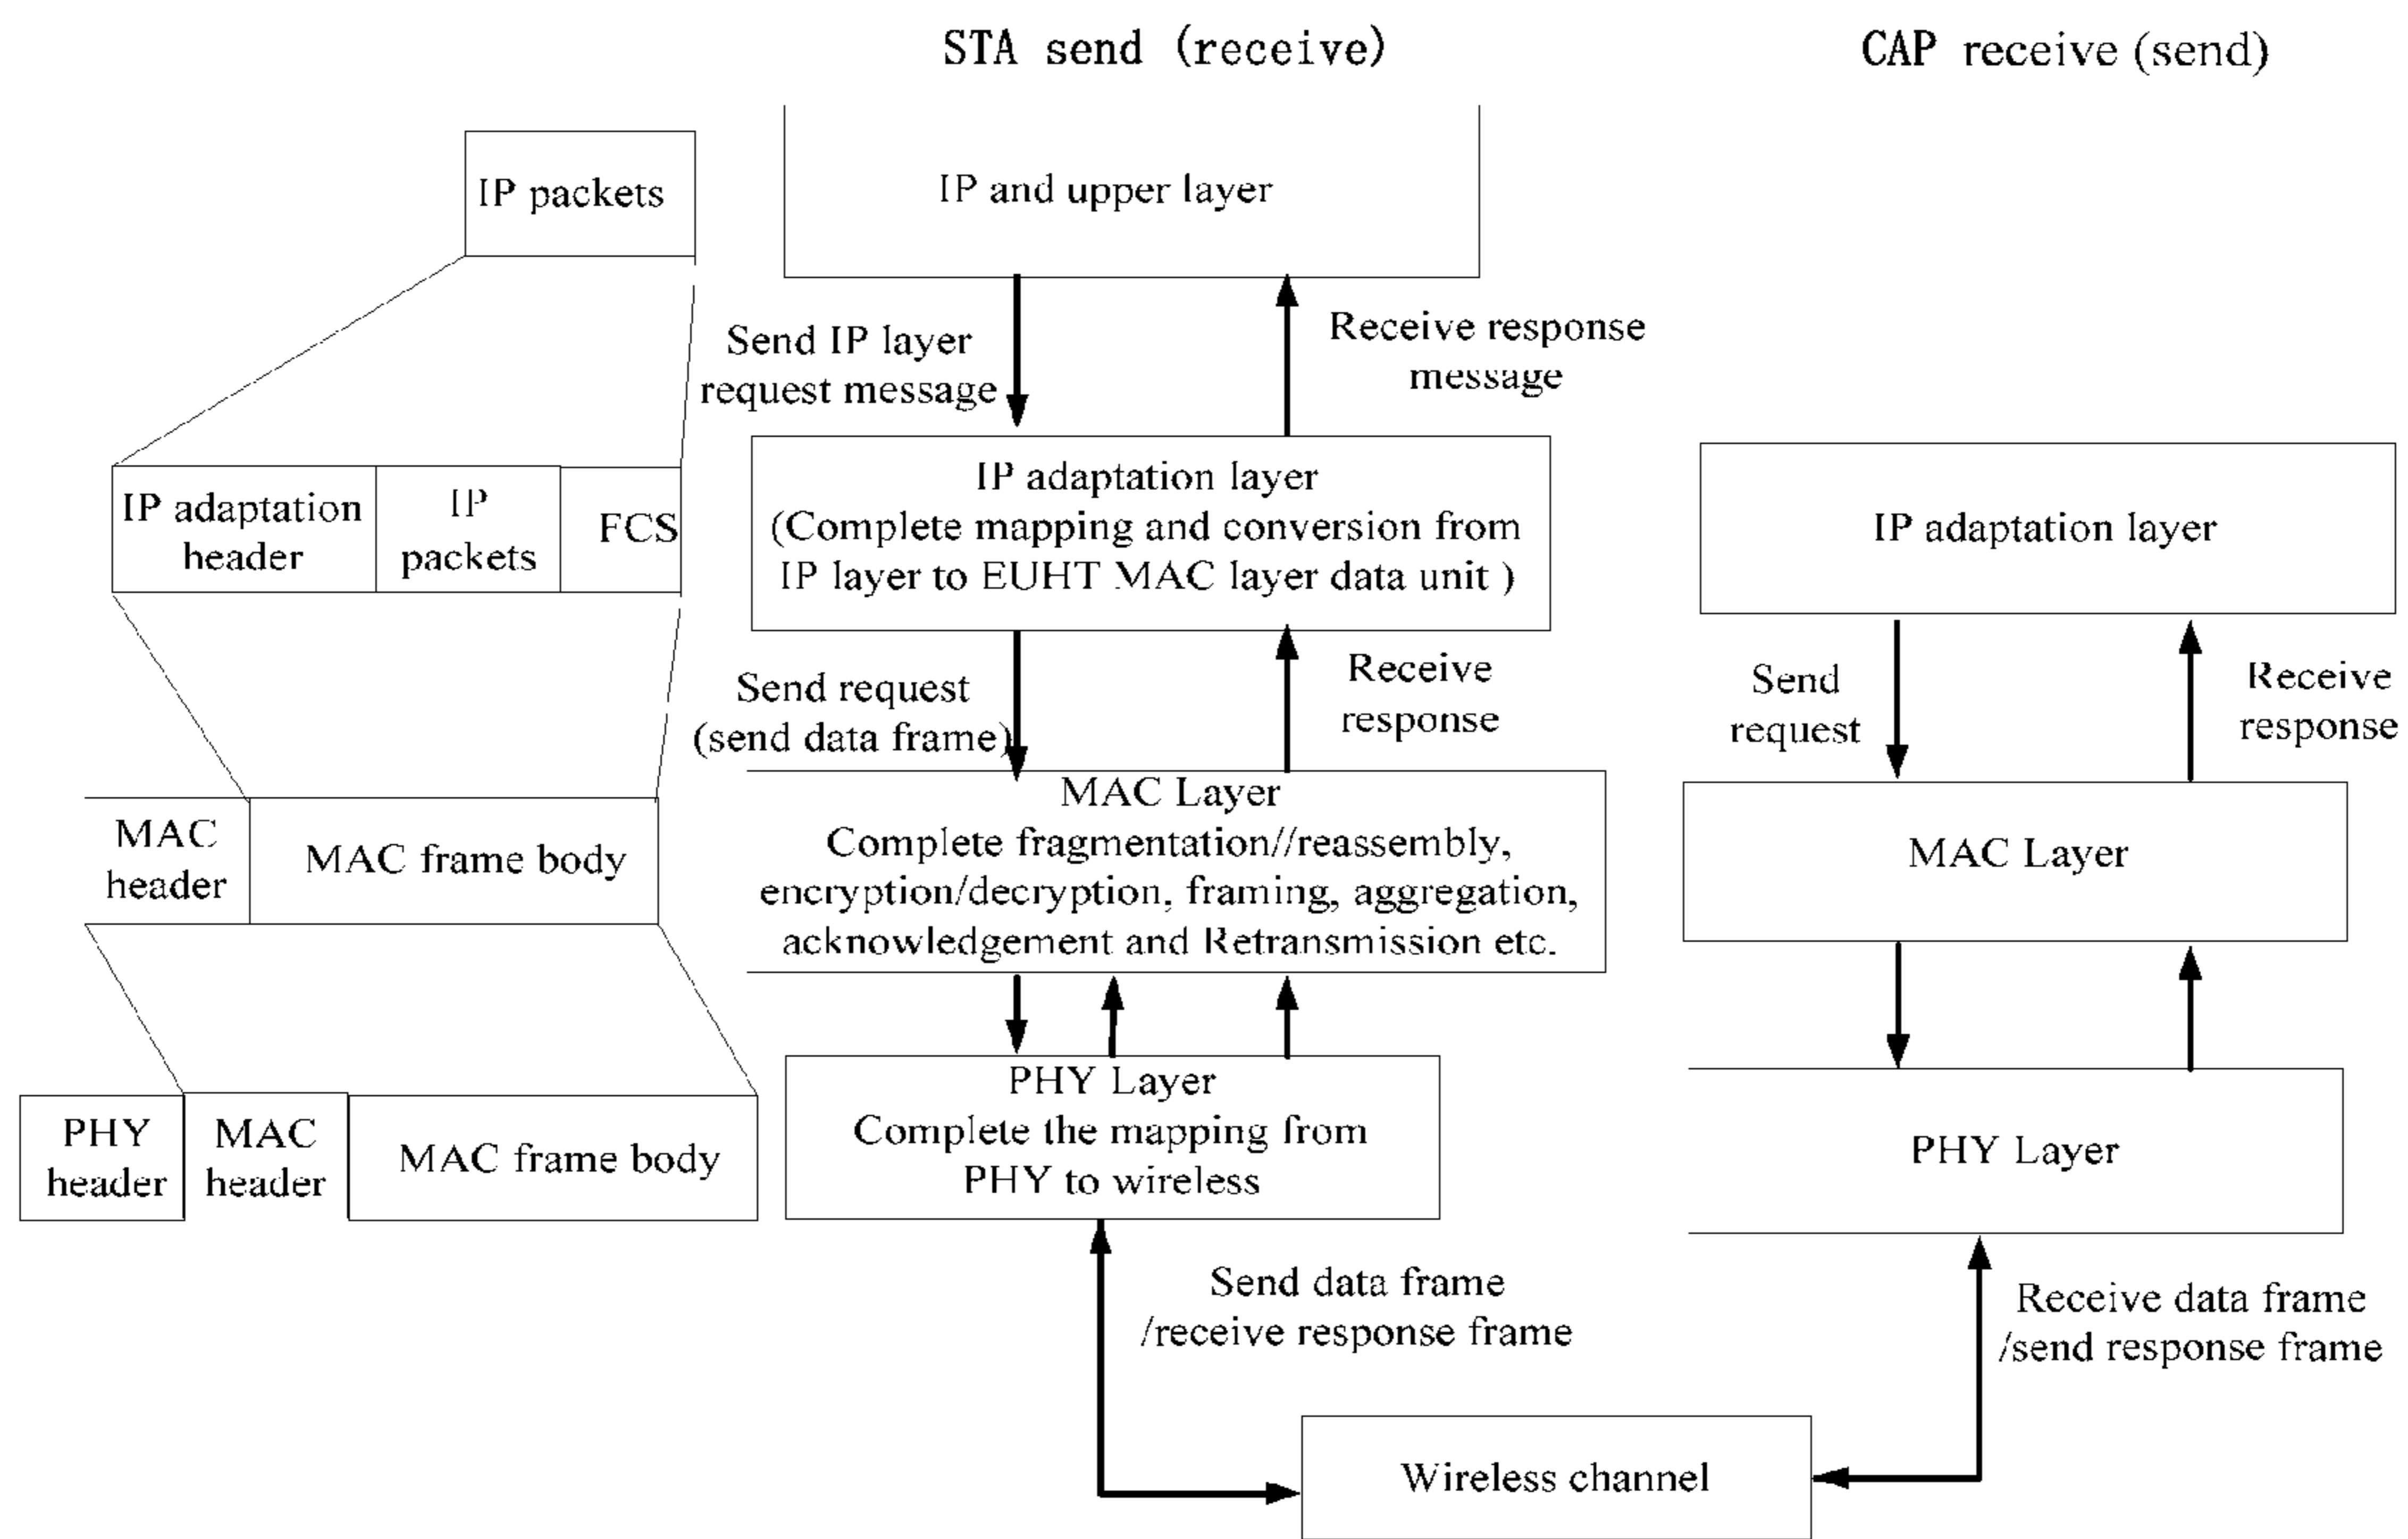 STA send (receive)
CAP receive (send)
IP packets
IP and upper layer
Send IP layer
request message
Receive response
message
IP adaptation
header
IP
packets
FCS
IP adaptation layer
(Complete mapping and conversion from
IP layer to EUHT MAC layer data unit )
IP adaptation layer
Send request
(send data frame)
Receive
response
Send
request
Receive
response
MAC
header
MAC frame body
MAC Layer
Complete fragmentation//reassembly,
encryption/decryption, framing, aggregation,
acknowledgement and Retransmission etc.
MAC Layer
PHY
header
MAC
header
MAC frame body
PHY Layer
Complete the mapping from
PHY to wireless
PHY Layer
Send data frame
/receive response frame
Receive data frame
/send response frame
Wireless channel